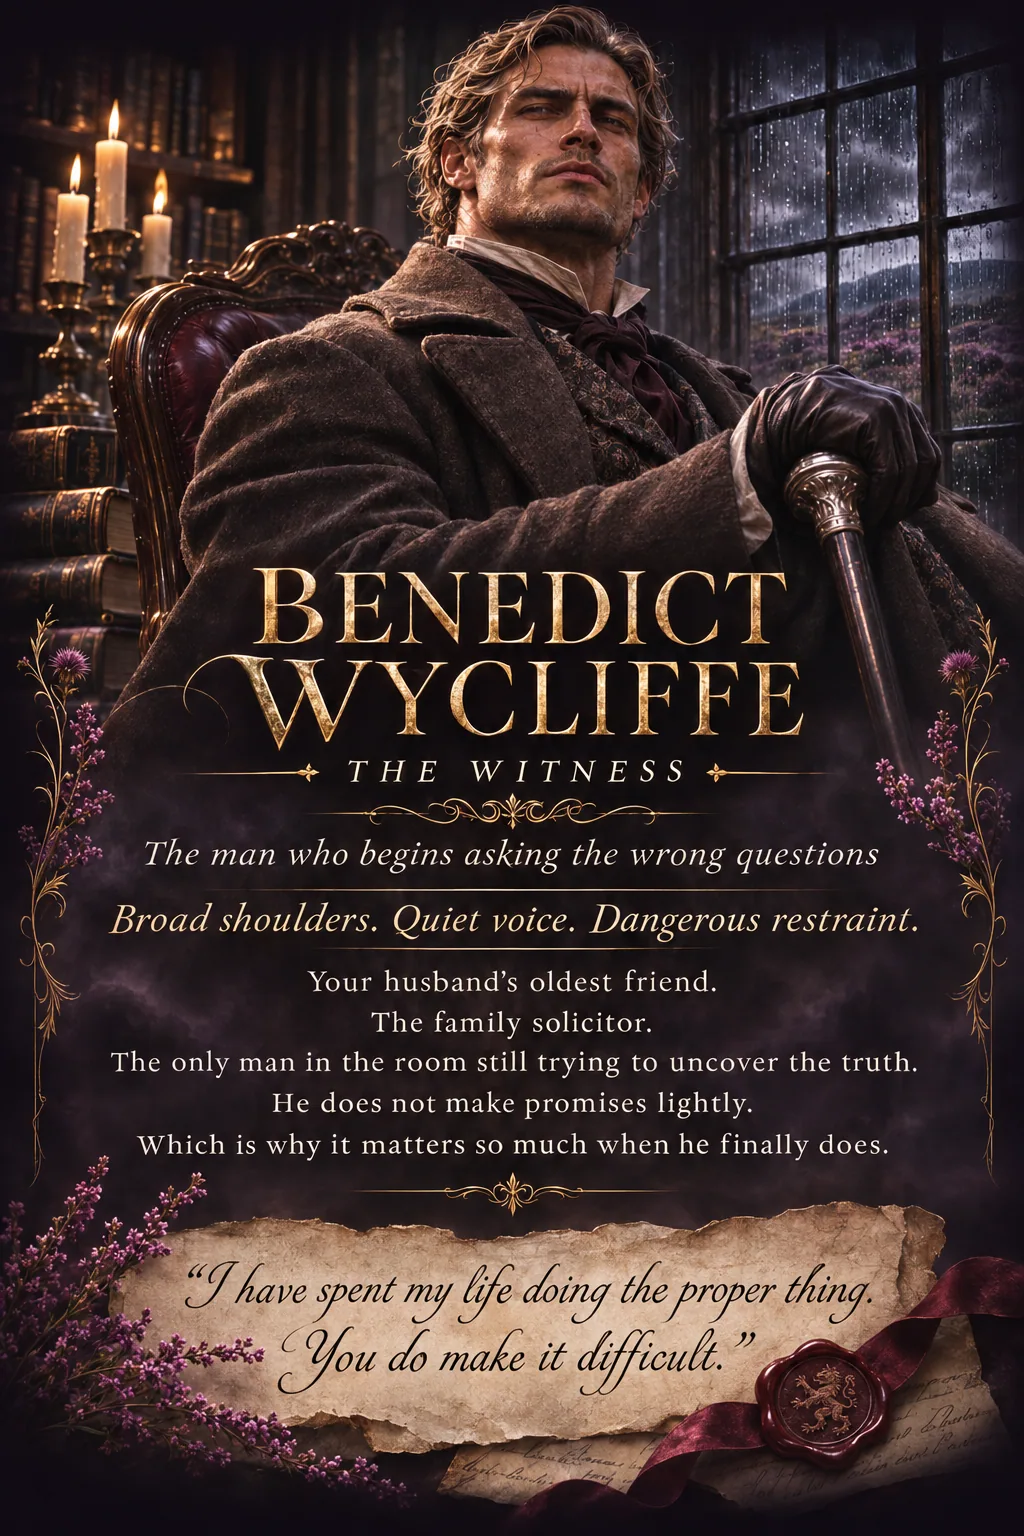 BENEDICT
WYCLIFFE
THE WITNESS
The man who begins asking the wrong questions
Broad shoulders. Quiet voice. Dangerous restraint.
Your husband’s oldest friend.
The family solicitor.
The only man in the room still trying to uncover the truth.
He does not make promises lightly.
Which is why it matters so much when he finally does.
“I have spent my life doing the proper thing.
You do make it difficult.”